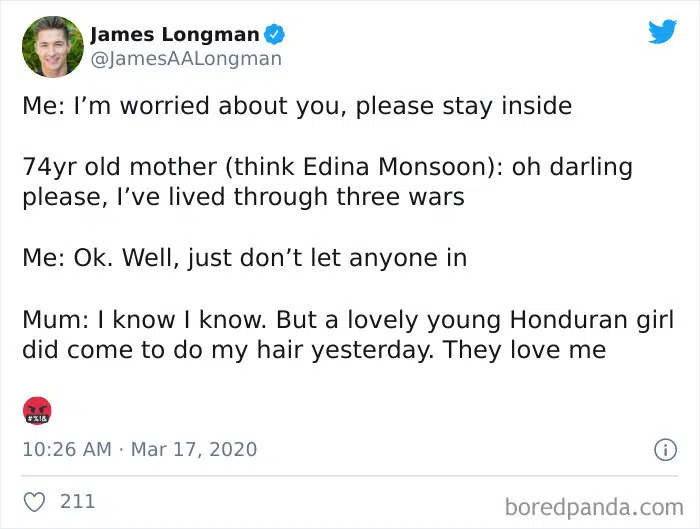 James Longman
@JamesAALongman
Me: I’m worried about you, please stay inside
74yr old mother (think Edina Monsoon): oh darling
please, I’ve lived through three wars
Me: Ok. Well, just don’t let anyone in
Mum: I know I know. But a lovely young Honduran girl
did come to do my hair yesterday. They love me
10:26 AM · Mar 17, 2020
211
boredpanda.com